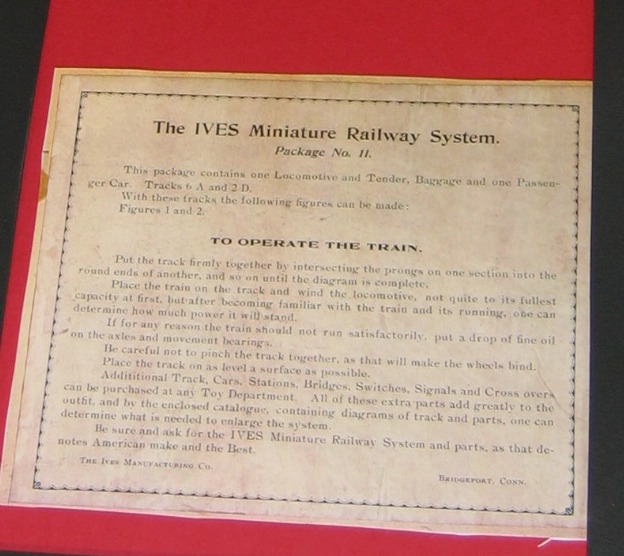 The IVES Miniature Railway System.
Package No. 11.
This package contains one Locomotive and Tender, Baggage and one Passen-
ger Car. Tracks 6 A and 2 D.
With these tracks the following figures can be made:
Figures 1 and 2.
TO OPERATE THE TRAIN.
Put the track firmly together by intersecting the prongs on one section into the
round ends of another, and so on until the diagram is complete.
Place the train on the track and wind the locomotive, not quite to its fullest
capacity at first, but after becoming familiar with the train and its running, one can
determine how much power it will stand.
If for any reason the train should not run satisfactorily, put a drop of fine oil
on the axles and movement bearings.
Be careful not to pinch the track together, as that will make the wheels bind.
Place the track on as level a surface as possible.
Addititional Track, Cars, Stations, Bridges, Switches, Signals and Cross overs
can be purchased at any Toy Department. All of these extra parts add greatly to the
outfit, and by the enclosed catalogue, containing diagrams of track and parts, one can
determine what is needed to enlarge the system.
Be sure and ask for the IVES Miniature Railway System and parts, as that de-
notes American make and the Best.
THE IVES MANUFACTURING CO.
BRIDGEPORT, CONN.